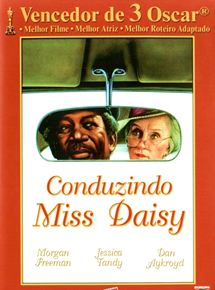 Vencedor de 3 Oscar®
• Melhor Filme • Melhor Atriz • Melhor Roteiro Adaptado
Conduzindo
Miss Daisy
Morgan Jessica Dan
Freeman Tandy Aykroyd